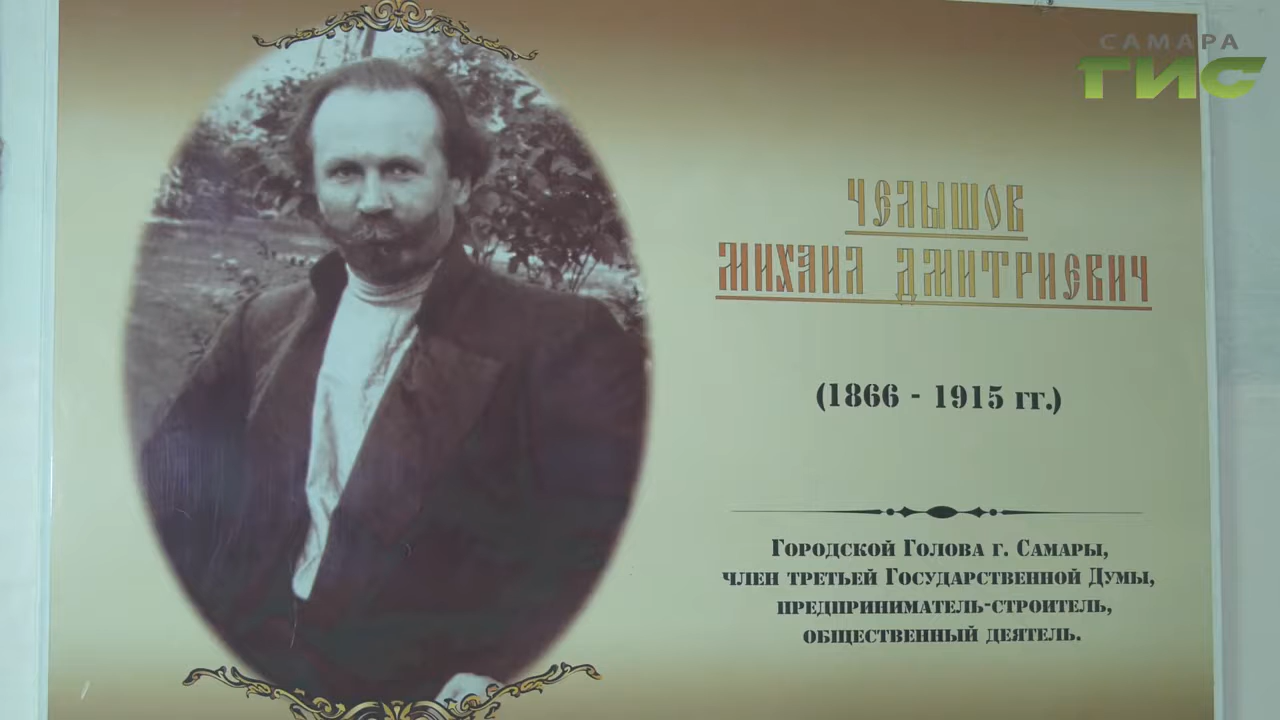 САМАРА
ГИС
ЧЕЛЫШОВ
МИХАИЛ ДМИТРИЕВИЧ
(1866 - 1915 гг.)
Городской Голова г. Самары,
член третьей Государственной Думы,
предприниматель-строитель,
общественный деятель.